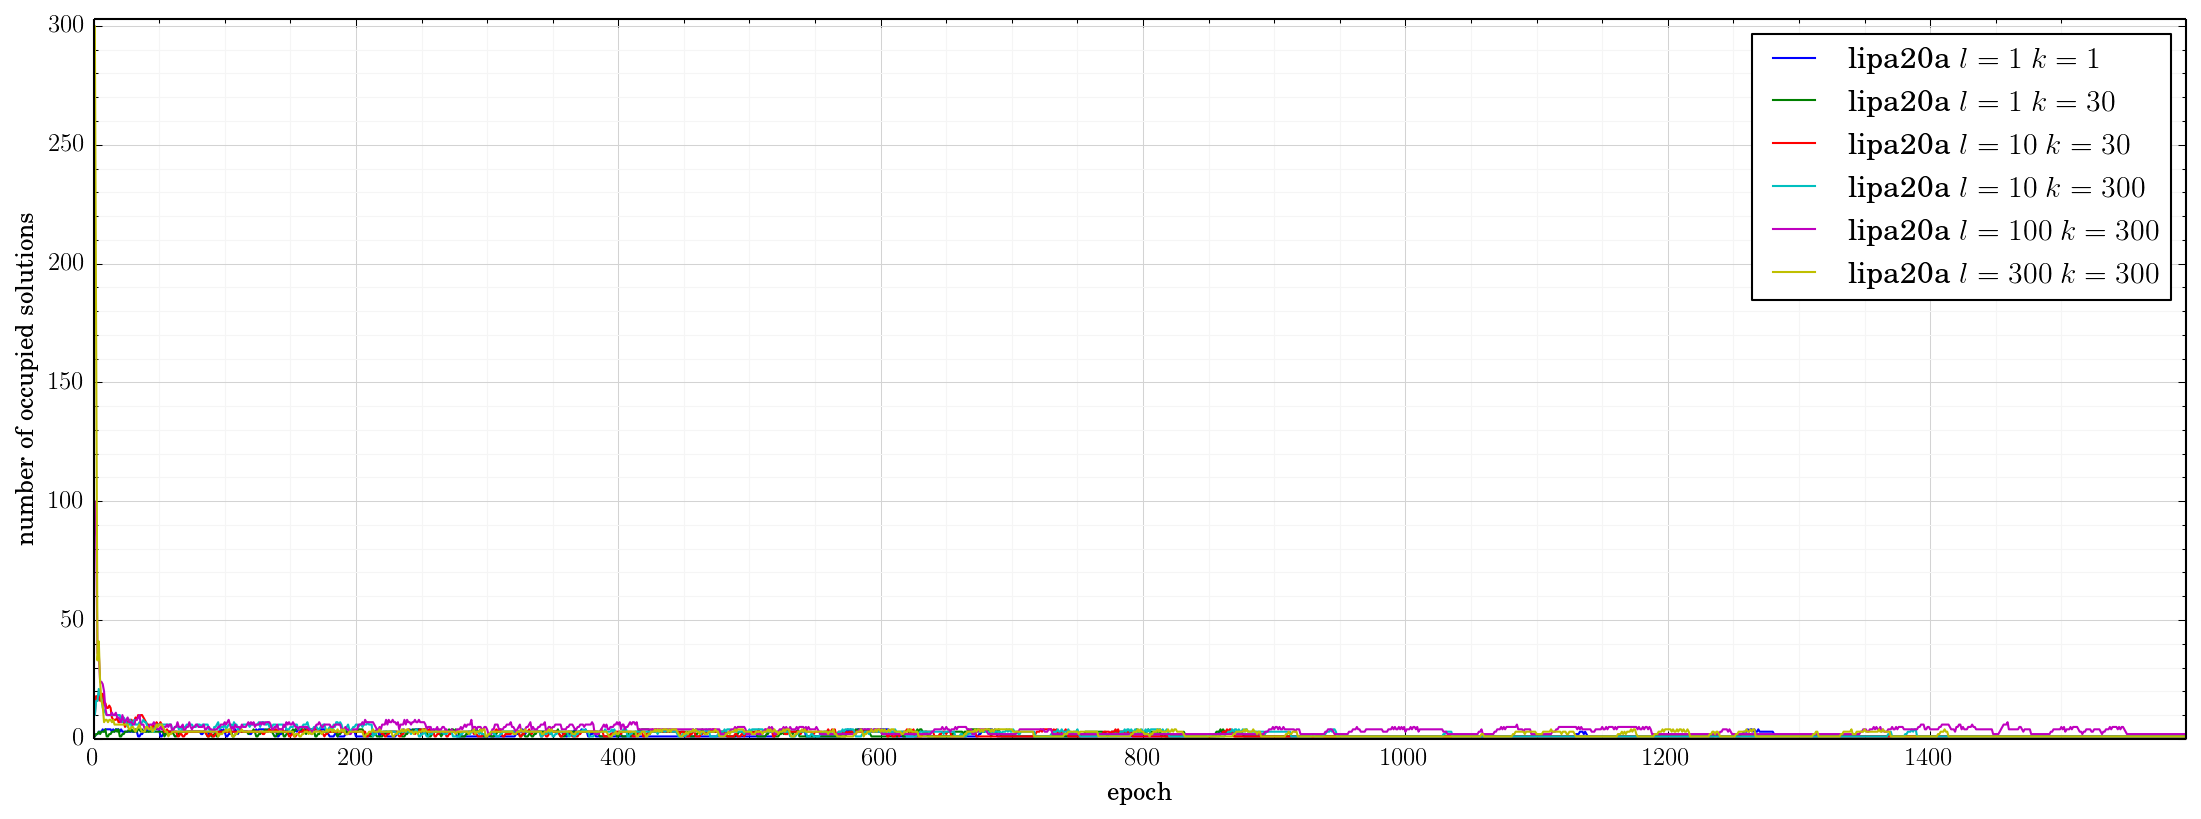 300
250
200
150
100
50
0
number of occupied solutions
lipa20a l = 1 k = 1
lipa20a l = 1 k = 30
lipa20a l = 10 k = 30
lipa20a l = 10 k = 300
lipa20a l = 100 k = 300
lipa20a l = 300 k = 300
0 200 400 600 800 1000 1200 1400
epoch